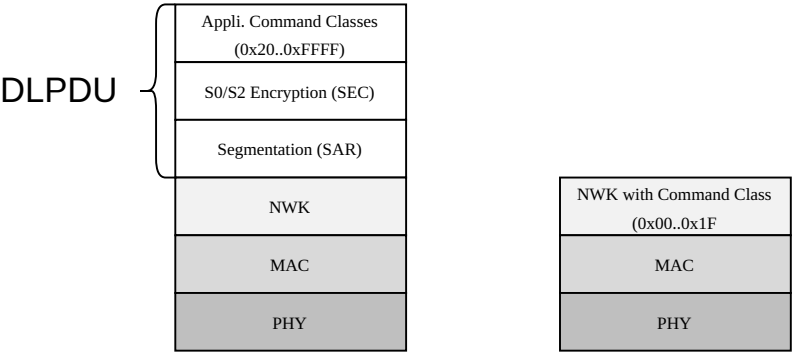 Appli. Command Classes
(0x20..0xFFFF)
DLPDU
S0/S2 Encryption (SEC)
Segmentation (SAR)
NWK
MAC
PHY
NWK with Command Class
(0x00..0x1F
MAC
PHY